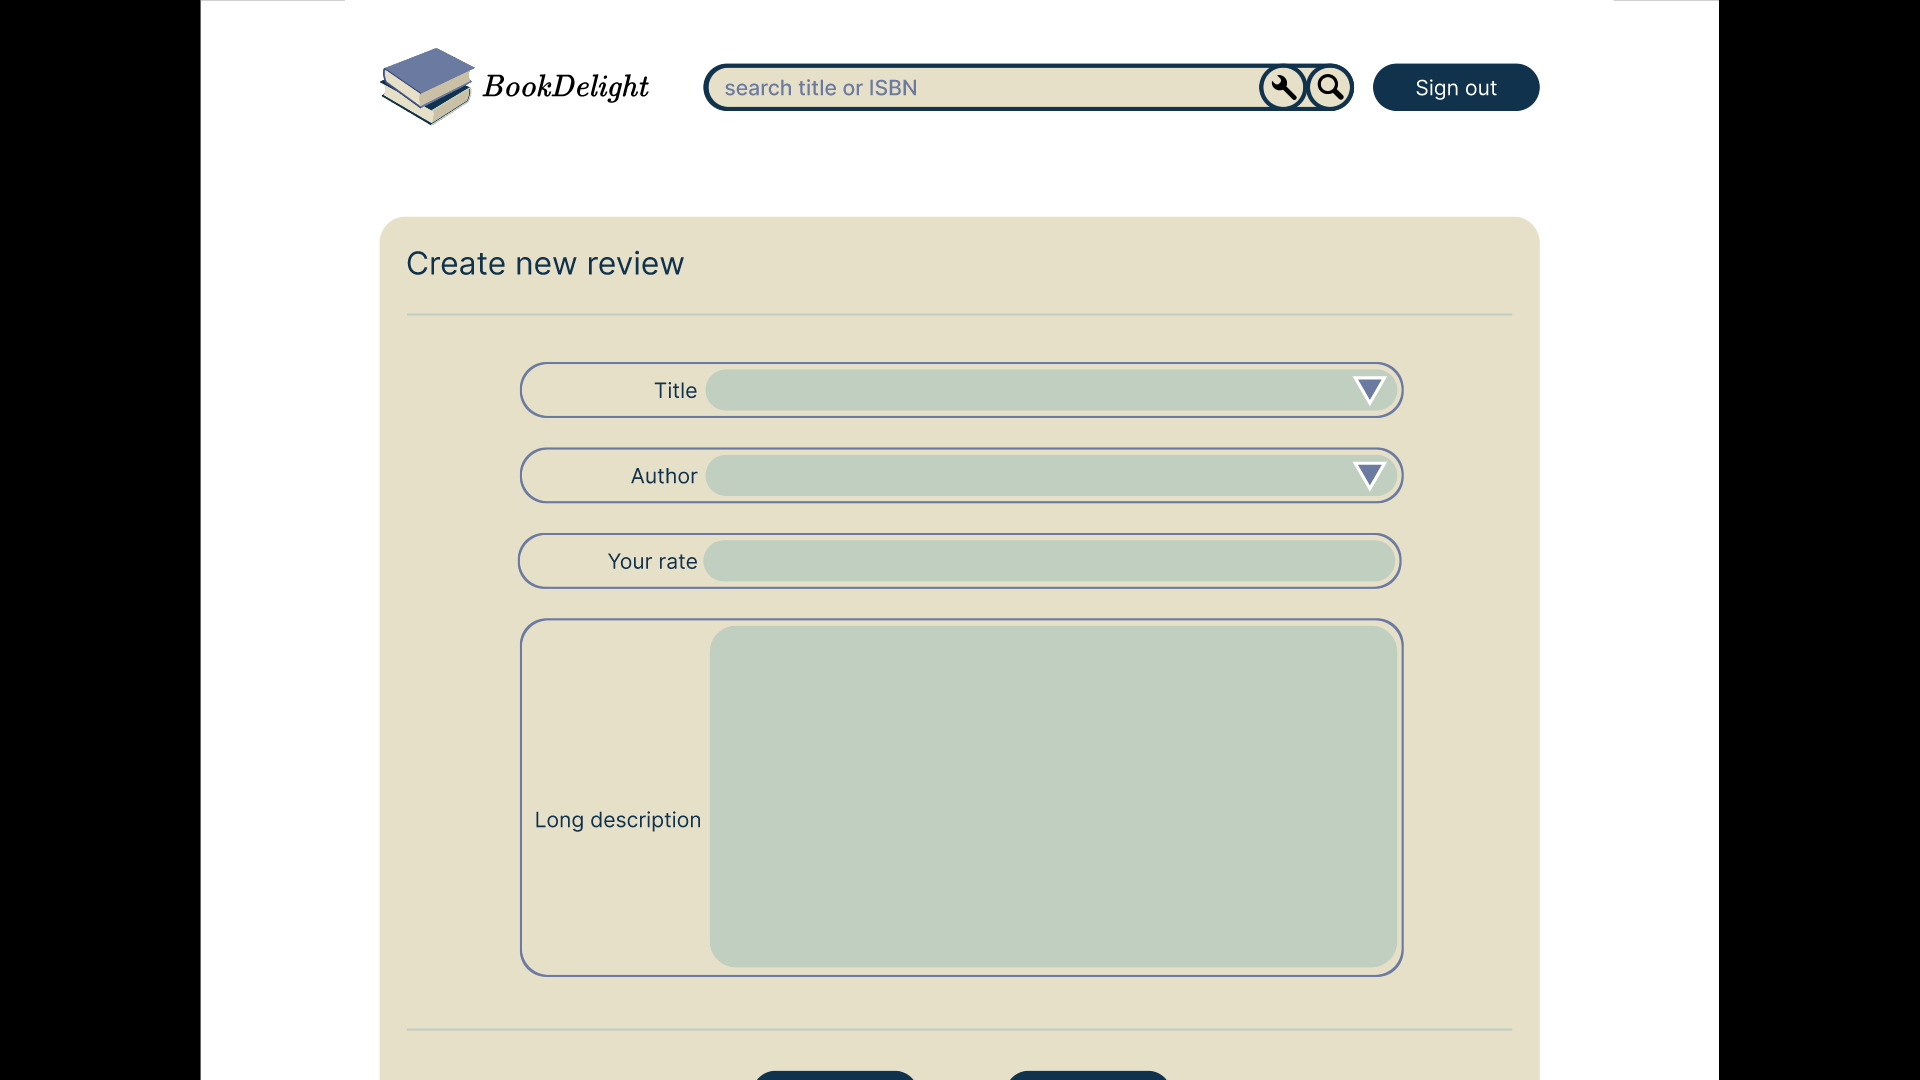 BookDelight
search title or ISBN
Sign out
Create new review
Title
Author
Your rate
Long description